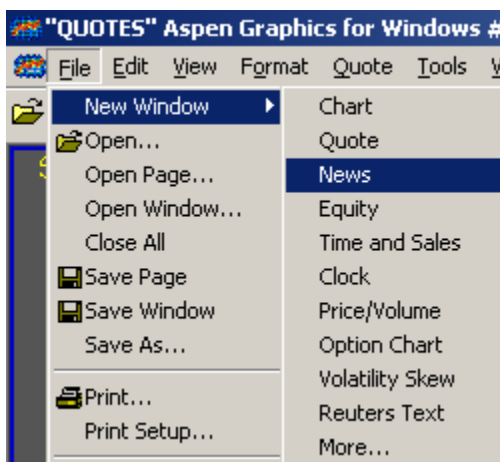 "QUOTES" Aspen Graphics for Windows #
File Edit View Format Quote Tools
New Window
Open...
Open Page...
Open Window...
Close All
Save Page
Save Window
Save As...
Print...
Print Setup...
Chart
Quote
News
Equity
Time and Sales
Clock
Price/Volume
Option Chart
Volatility Skew
Reuters Text
More...